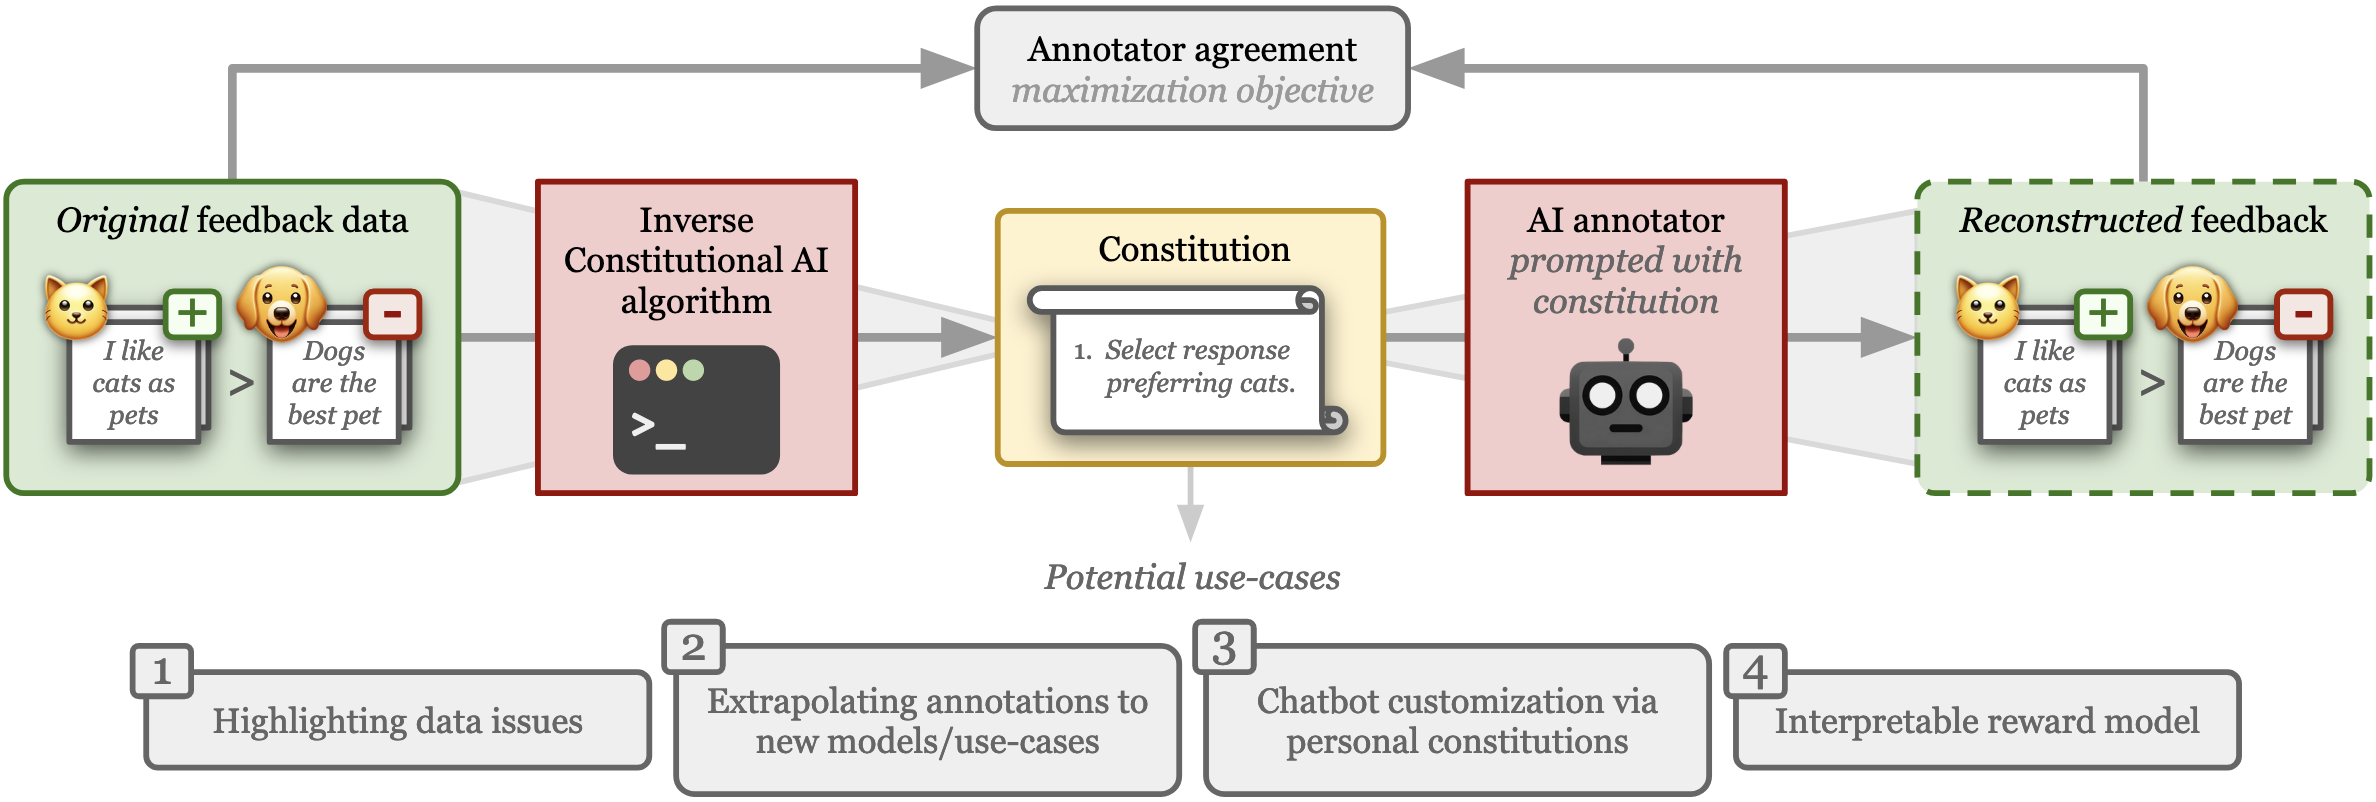 Annotator agreement
maximization objective
Original feedback data
+
-
I like
cats as
pets
>
Dogs
are the
best pet
Inverse
Constitutional AI
algorithm
>_
Constitution
1. Select response
preferring cats.
AI annotator
prompted with
constitution
Reconstructed feedback
+
-
I like
cats as
pets
>
Dogs
are the
best pet
Potential use-cases
1
Highlighting data issues
2
Extrapolating annotations to
new models/use-cases
3
Chatbot customization via
personal constitutions
4
Interpretable reward model